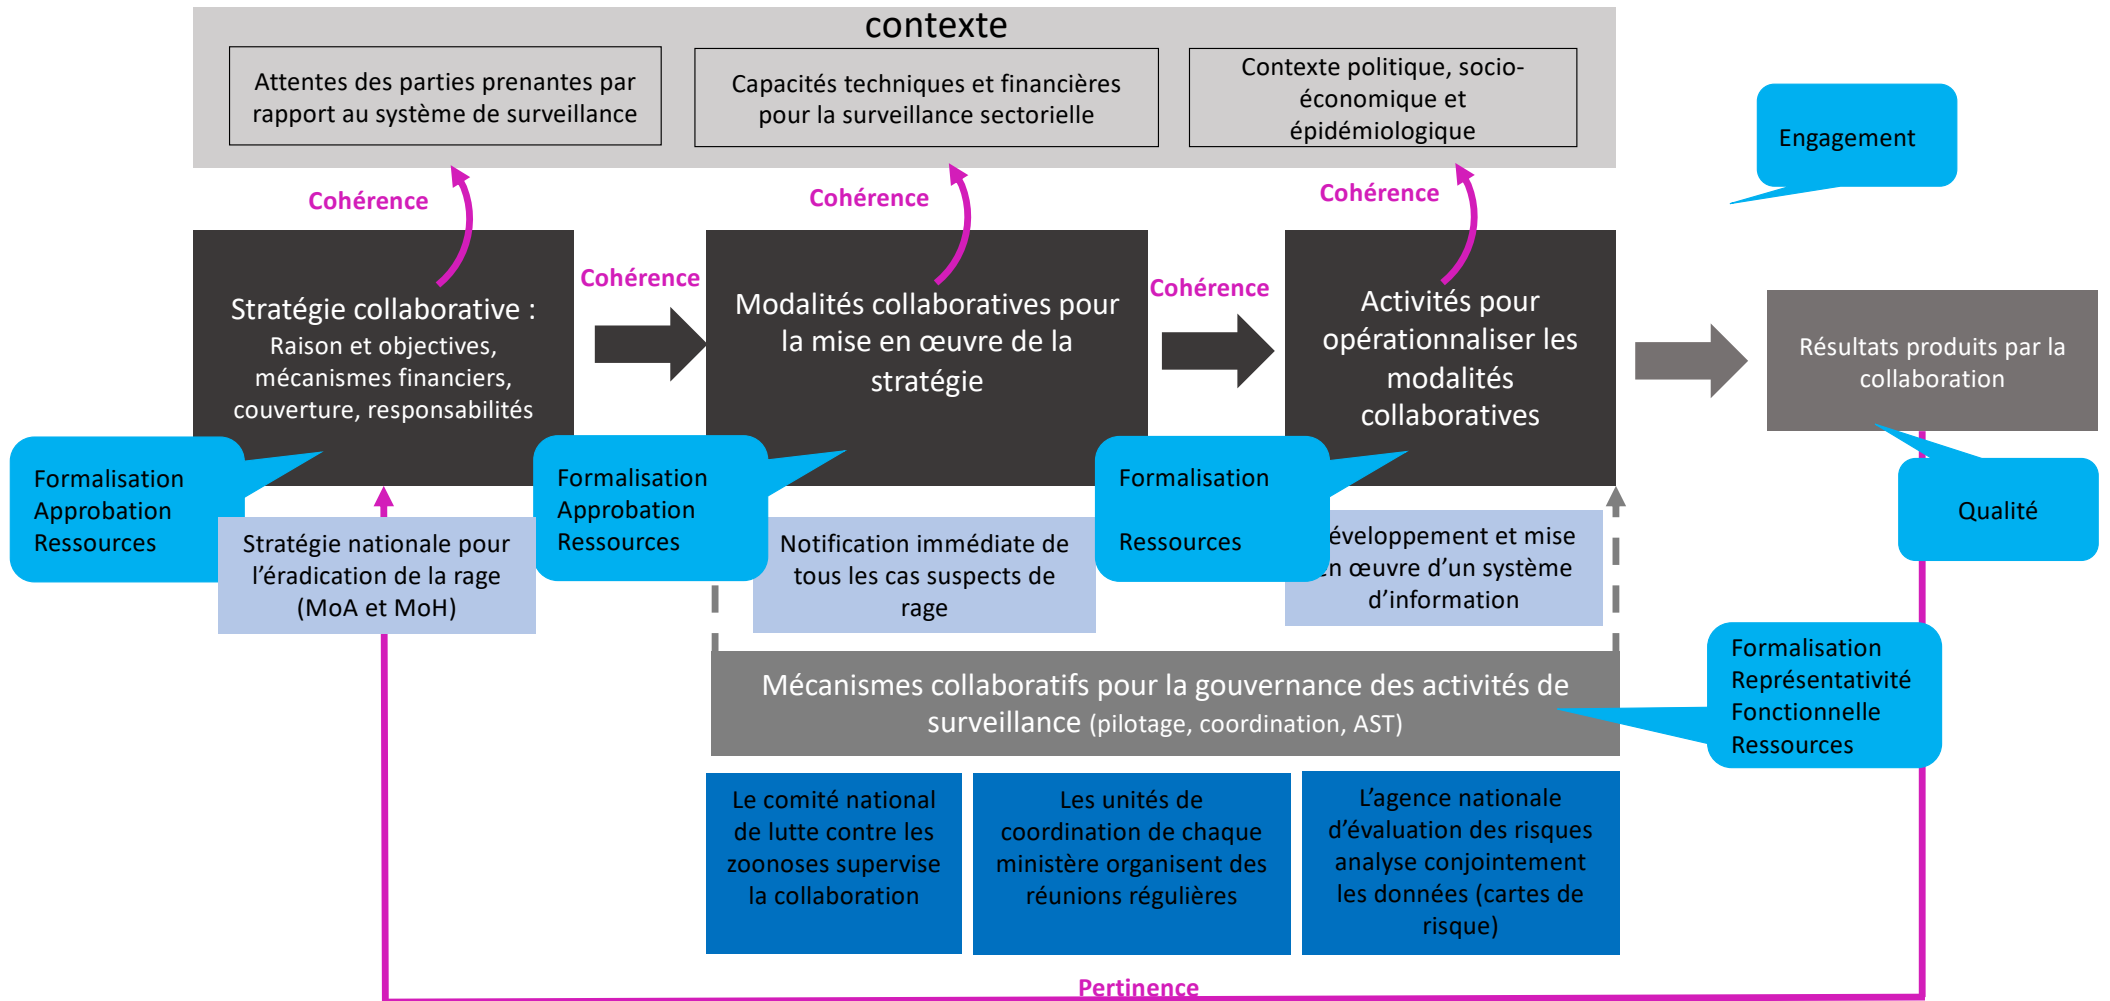 contexte
Attentes des parties prenantes par
rapport au système de surveillance
Capacités techniques et financières
pour la surveillance sectorielle
Contexte politique, socio-
économique et
épidémiologique
Engagement
Cohérence
Cohérence
Cohérence
Stratégie collaborative :
Raison et objectives,
mécanismes financiers,
couverture, responsabilités
Cohérence
Modalités collaboratives pour
la mise en œuvre de la
stratégie
Cohérence
Activités pour
opérationnaliser les
modalités
collaboratives
Résultats produits par la
collaboration
Formalisation
Approbation
Ressources
Formalisation
Approbation
Ressources
Formalisation
Ressources
Qualité
Stratégie nationale pour
l’éradication de la rage
(MoA et MoH)
Notification immédiate de
tous les cas suspects de
rage
éveloppement et mise
en œuvre d’un système
d’information
Mécanismes collaboratifs pour la gouvernance des activités de
surveillance (pilotage, coordination, AST)
Formalisation
Représentativité
Fonctionnelle
Ressources
Le comité national
de lutte contre les
zoonoses supervise
la collaboration
Les unités de
coordination de chaque
ministère organisent des
réunions régulières
L’agence nationale
d’évaluation des risques
analyse conjointement
les données (cartes de
risque)
Pertinence